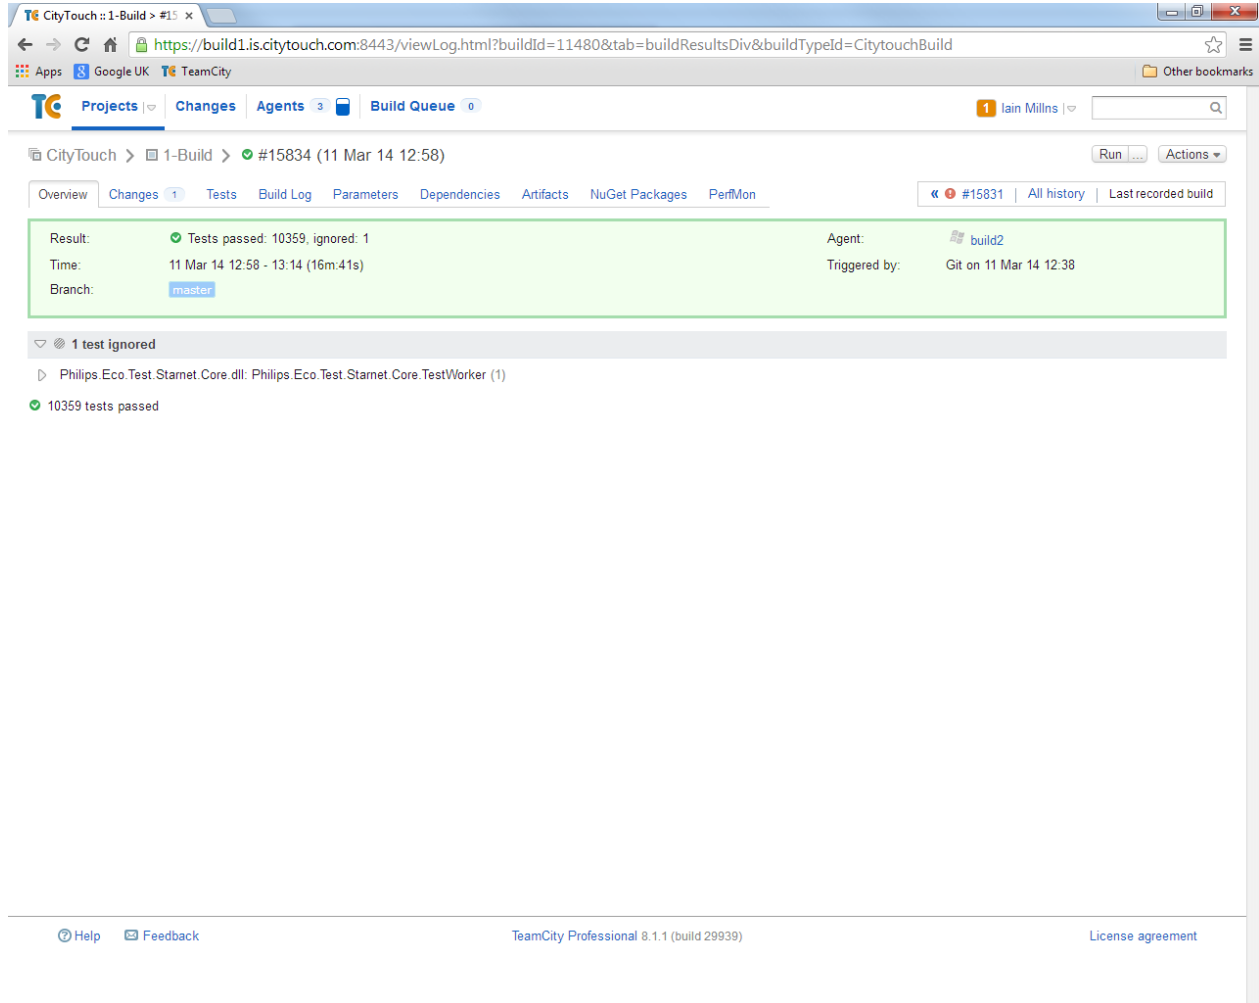 CityTouch :: 1-Build > #15
https://build1.is.citytouch.com:8443/viewLog.html?buildId=11480&tab=buildResultsDiv&buildTypeId=CitytouchBuild
Apps Google UK TeamCity Other bookmarks
Projects Changes Agents 3 Build Queue 0 1 Iain Millns
CityTouch > 1-Build > #15834 (11 Mar 14 12:58) Run ... Actions
Overview Changes 1 Tests Build Log Parameters Dependencies Artifacts NuGet Packages PerfMon « #15831 | All history | Last recorded build
Result: Tests passed: 10359, ignored: 1 Agent: build2
Time: 11 Mar 14 12:58 - 13:14 (16m:41s) Triggered by: Git on 11 Mar 14 12:38
Branch: master
1 test ignored
Philips.Eco.Test.Starnet.Core.dll: Philips.Eco.Test.Starnet.Core.TestWorker (1)
10359 tests passed
Help Feedback TeamCity Professional 8.1.1 (build 29939) License agreement